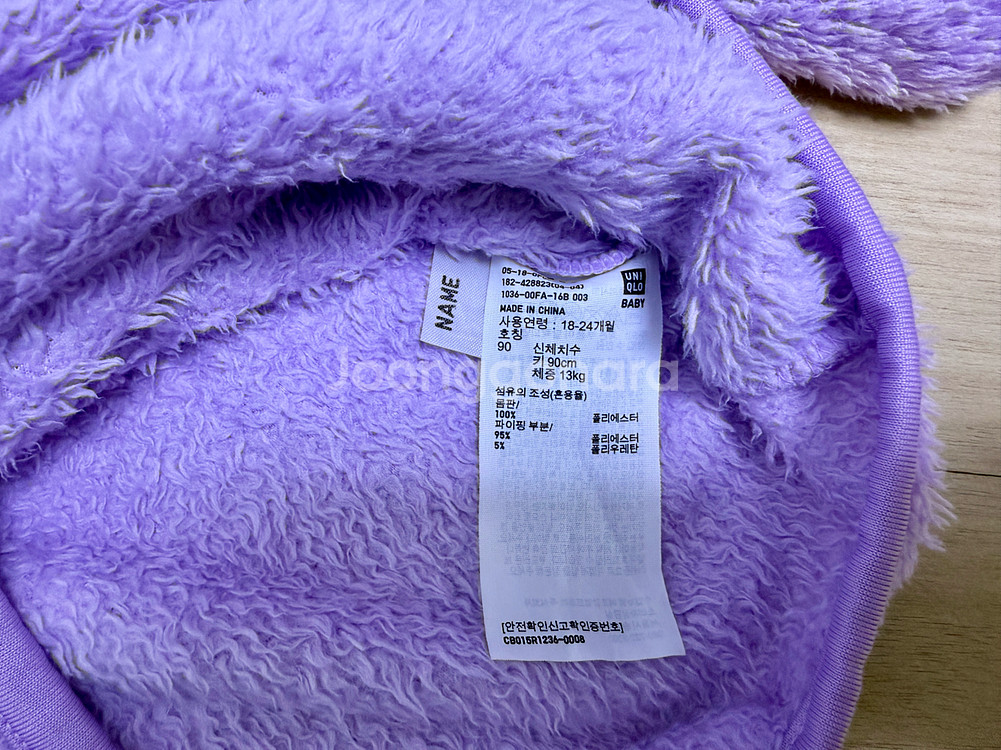 NAME
UNI
QLO
BABY
182-428823(04-04)
1036-00FA-16B 003
MADE IN CHINA
사용연령 : 18-24개월
호칭
90 신체치수
키 90cm
체중 13kg
섬유의 조성(혼용율)
몸판/
100% 폴리에스터
파이핑 부분/
95% 폴리에스터
5% 폴리우레탄
[안전확인신고확인증번호]
CB015R1236-0008
Joonggonara